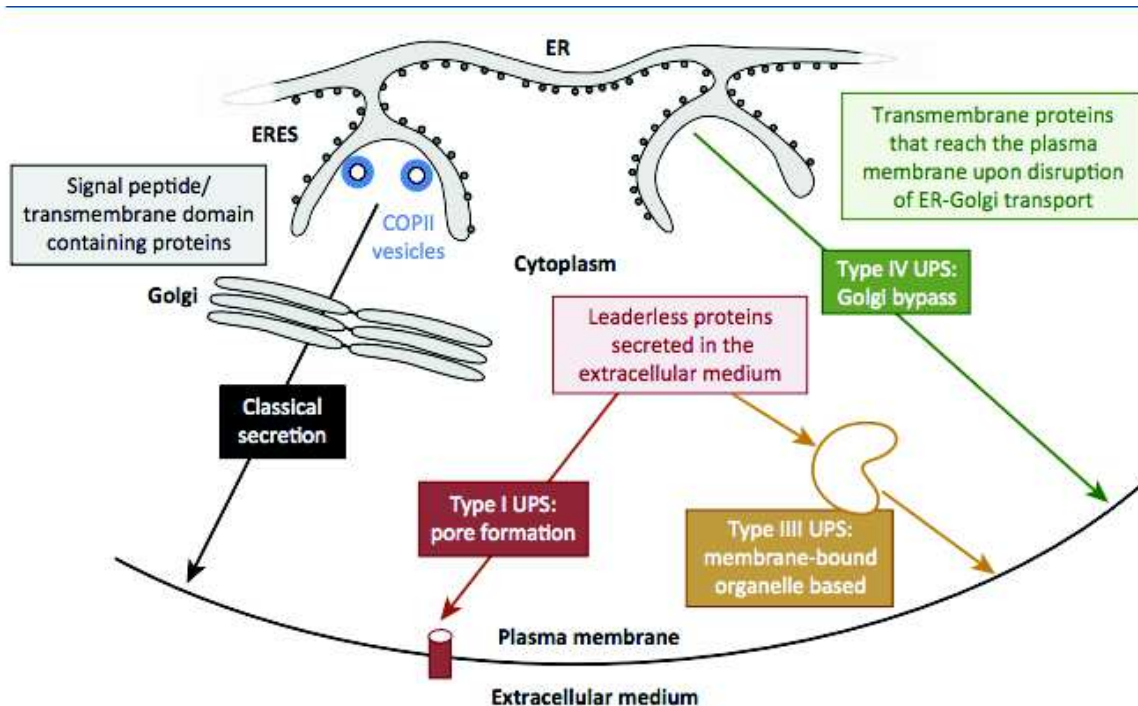 ER
ERES
Signal peptide/
transmembrane domain
containing proteins
COPII
vesicles
Transmembrane proteins
that reach the plasma
membrane upon disruption
of ER-Golgi transport
Cytoplasm
Golgi
Type IV UPS:
Golgi bypass
Leaderless proteins
secreted in the
extracellular medium
Classical
secretion
Type I UPS:
pore formation
Type IIII UPS:
membrane-bound
organelle based
Plasma membrane
Extracellular medium